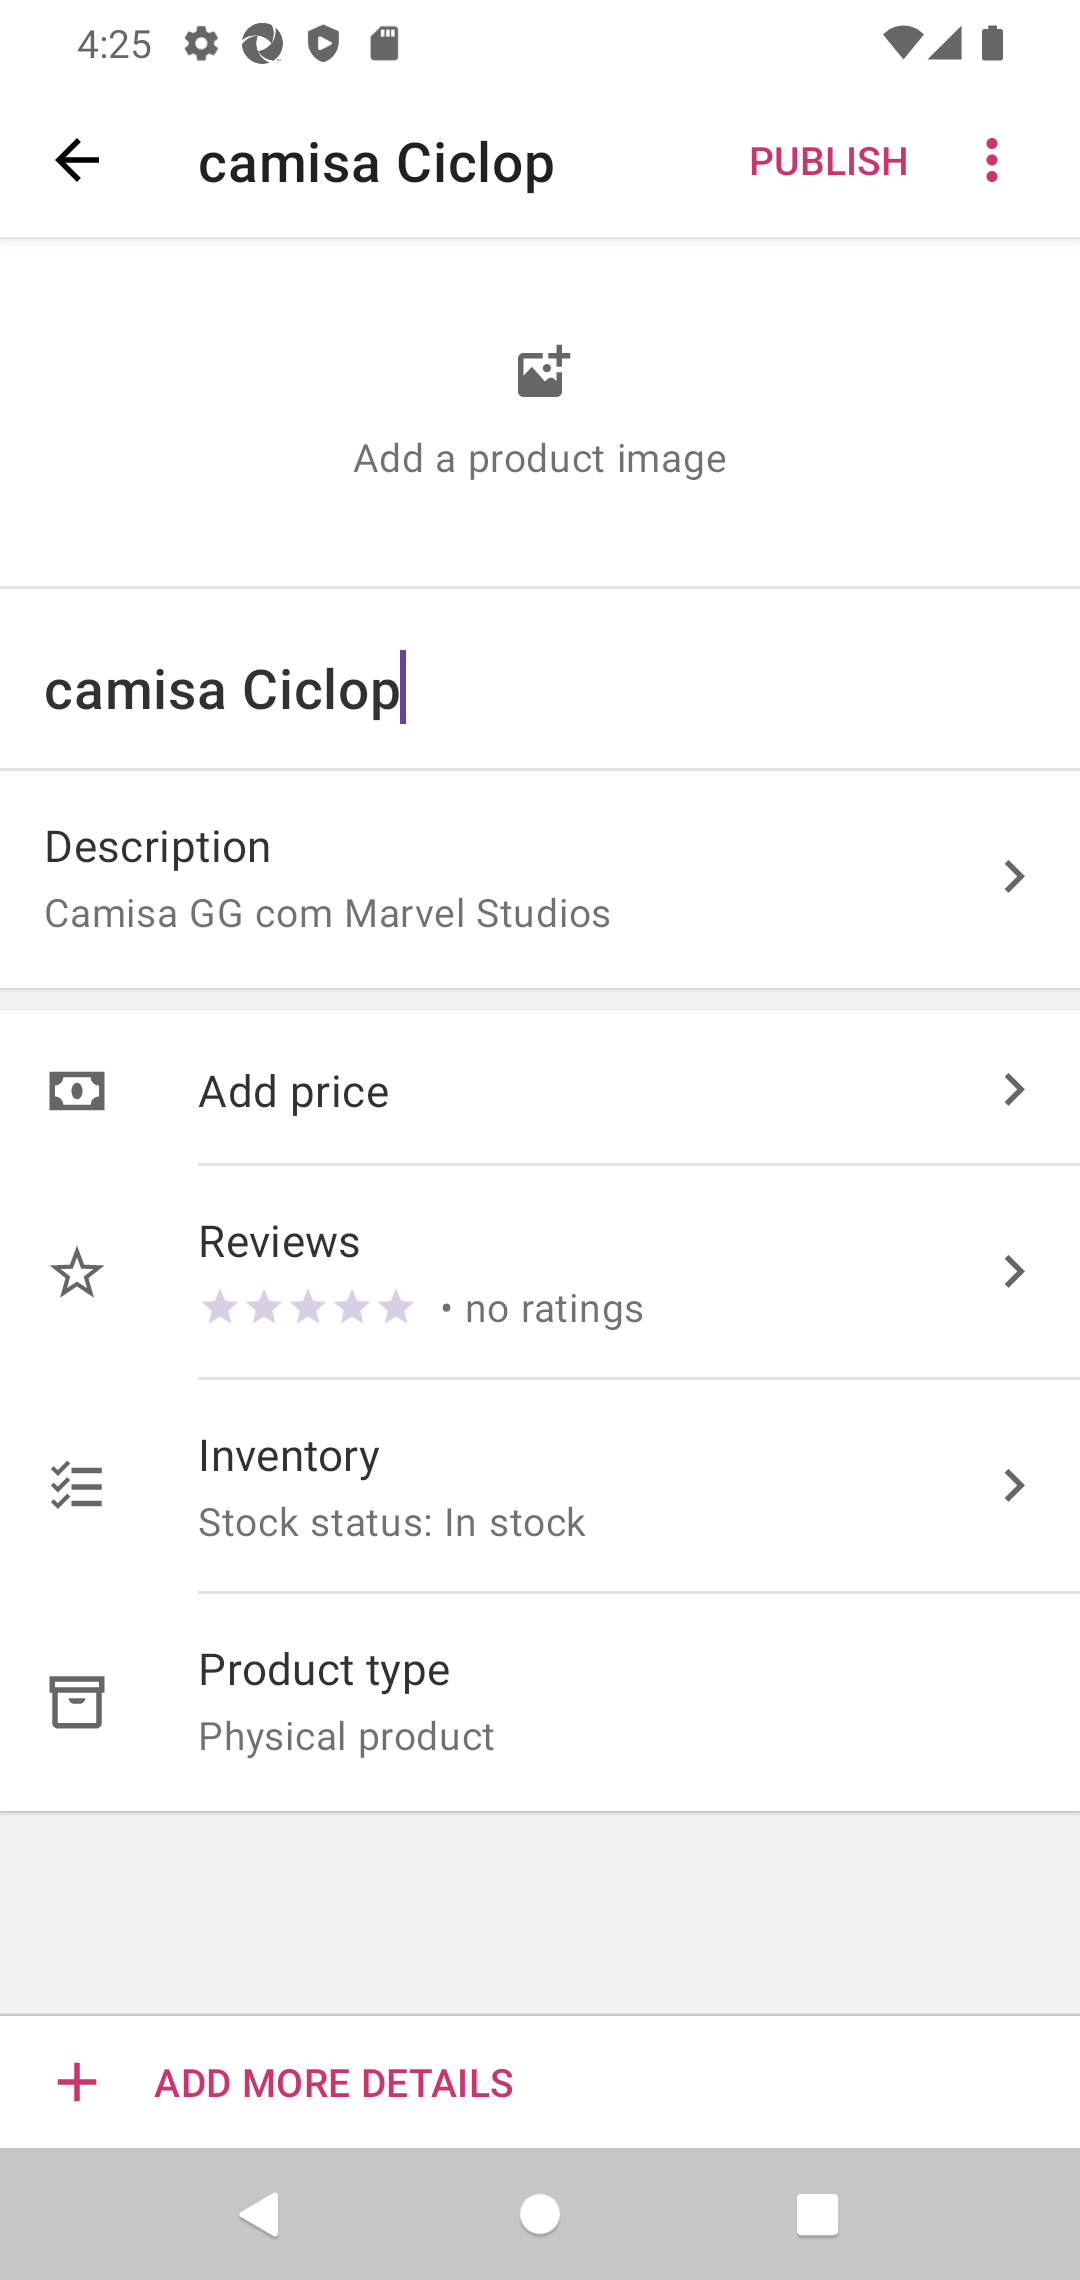 4:25
camisa Ciclop
PUBLISH
Add a product image
camisa Ciclop
Description
Camisa GG com Marvel Studios
Add price
Reviews
• no ratings
Inventory
Stock status: In stock
Product type
Physical product
ADD MORE DETAILS